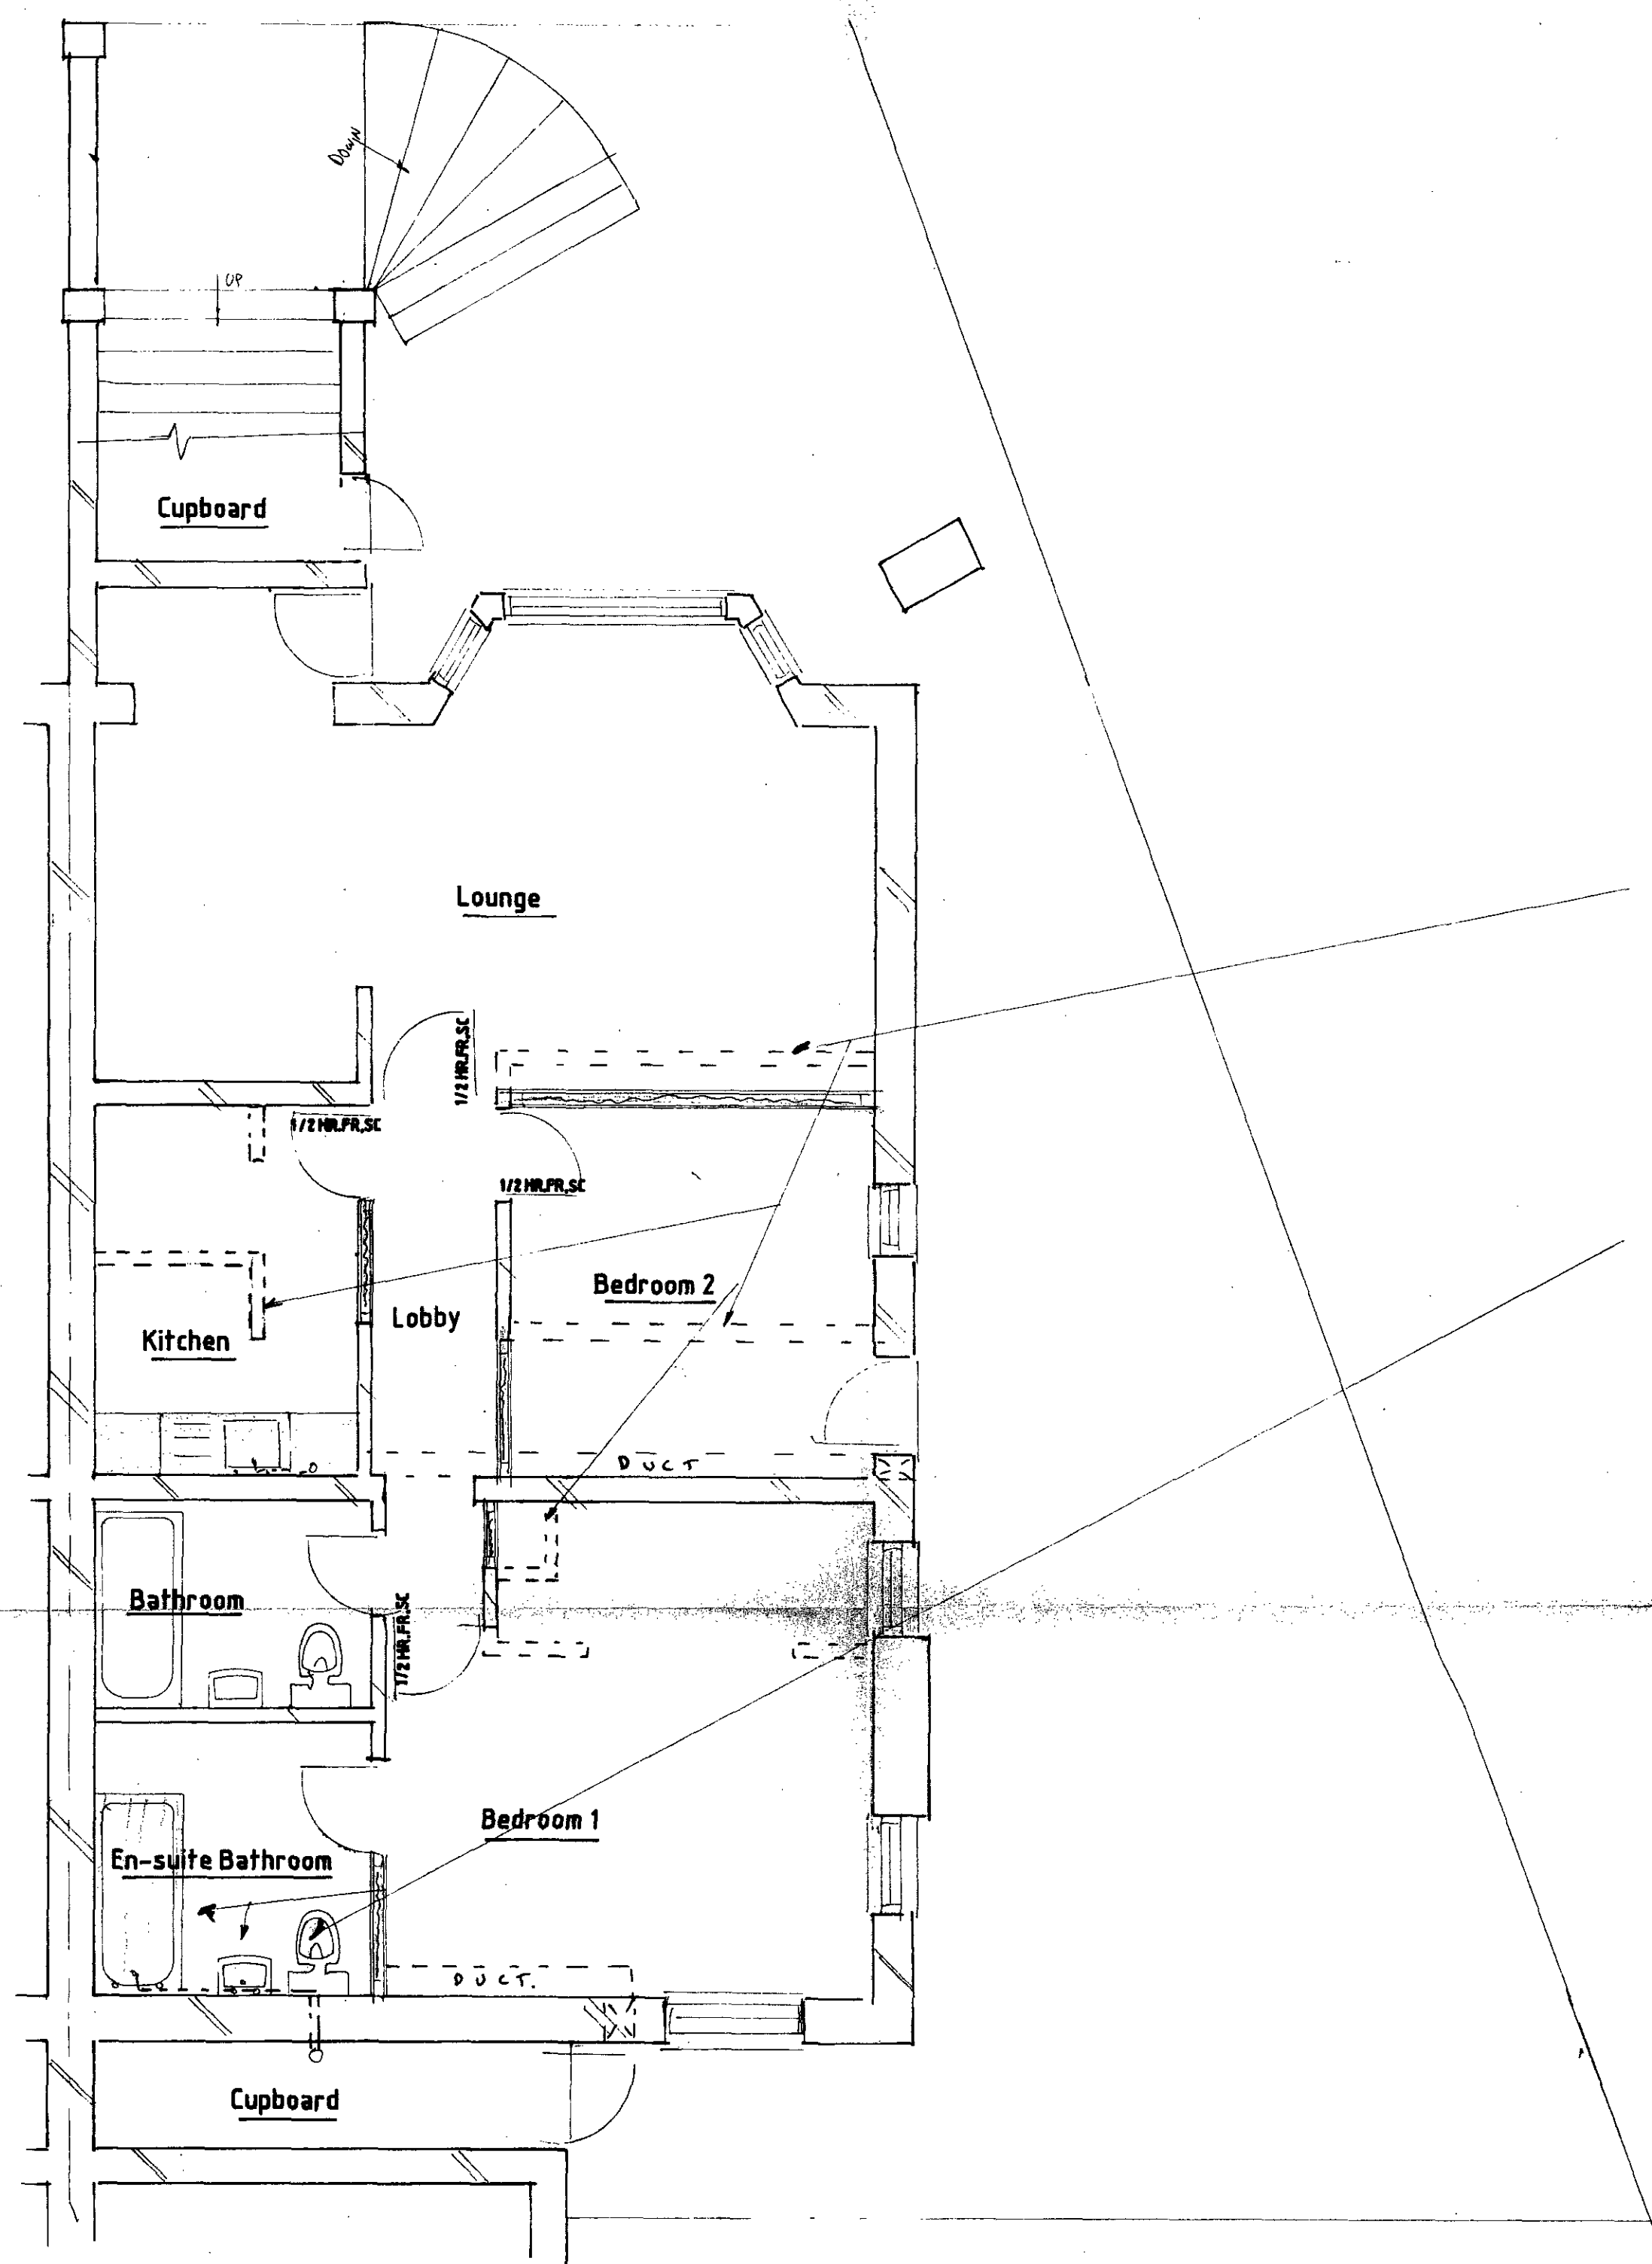 DOWN
UP
Cupboard
Lounge
1/2 HR.FR,SC
1/2 HR.FR,SC
1/2 HR.FR,SC
Bedroom 2
Lobby
Kitchen
DUCT
Bathroom
1/2 HR.FR.SC
Bedroom 1
En-suite Bathroom
DUCT.
Cupboard